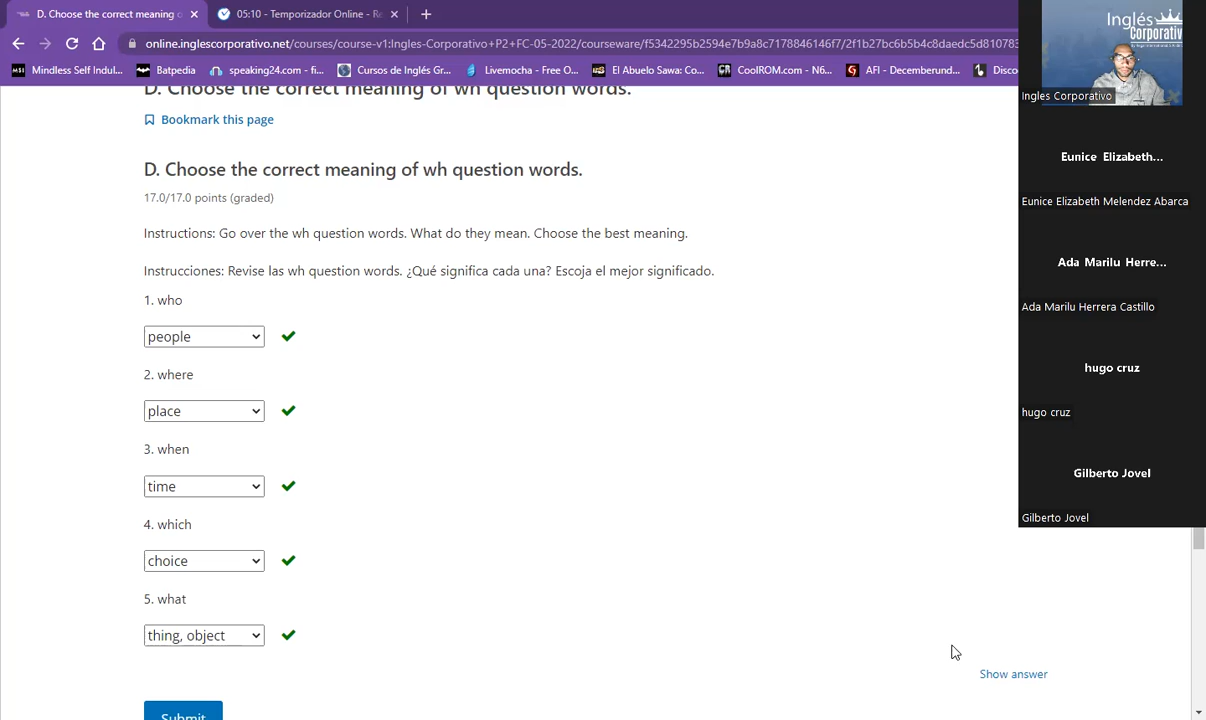 D. Choose the correct meaning o
05:10 - Temporizador Online - Re
online.inglescorporativo.net/courses/course-v1:Ingles-Corporativo+P2+FC-05-2022/courseware/f5342295b2594e7b9a8c7178846146f7/2f1b27bc6b5b4c8daedc5d810783
Mindless Self Indul...
Batpedia
speaking24.com - fi...
Cursos de Inglés Gr...
Livemocha - Free O...
El Abuelo Sawa: Co...
CoolROM.com - N6...
AFI - Decemberund...
Disco
D. Choose the correct meaning of wh question words.
Bookmark this page
D. Choose the correct meaning of wh question words.
17.0/17.0 points (graded)
Instructions: Go over the wh question words. What do they mean. Choose the best meaning.
Instrucciones: Revise las wh question words. ¿Qué significa cada una? Escoja el mejor significado.
1. who
people
2. where
place
3. when
time
4. which
choice
5. what
thing, object
Show answer
Submit
Inglés
Corporativo
Ingles Corporativo
Eunice Elizabeth...
Eunice Elizabeth Melendez Abarca
Ada Marilu Herre...
Ada Marilu Herrera Castillo
hugo cruz
hugo cruz
Gilberto Jovel
Gilberto Jovel